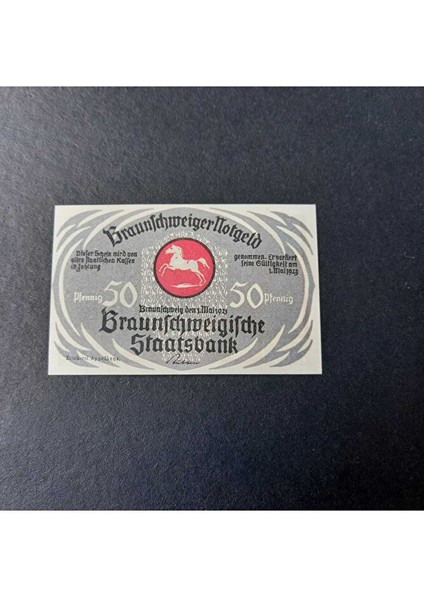 Braunschweiger Notgeld
Dieser Schein wird von
allen staatlichen Kassen
in Zahlung
genommen. Er verliert
seine Gültigkeit am
1. Mai 1923
Pfennig 50
50 Pfennig
Braunschweig den 1. Mai 1921
Braunschweigische
Staatsbank